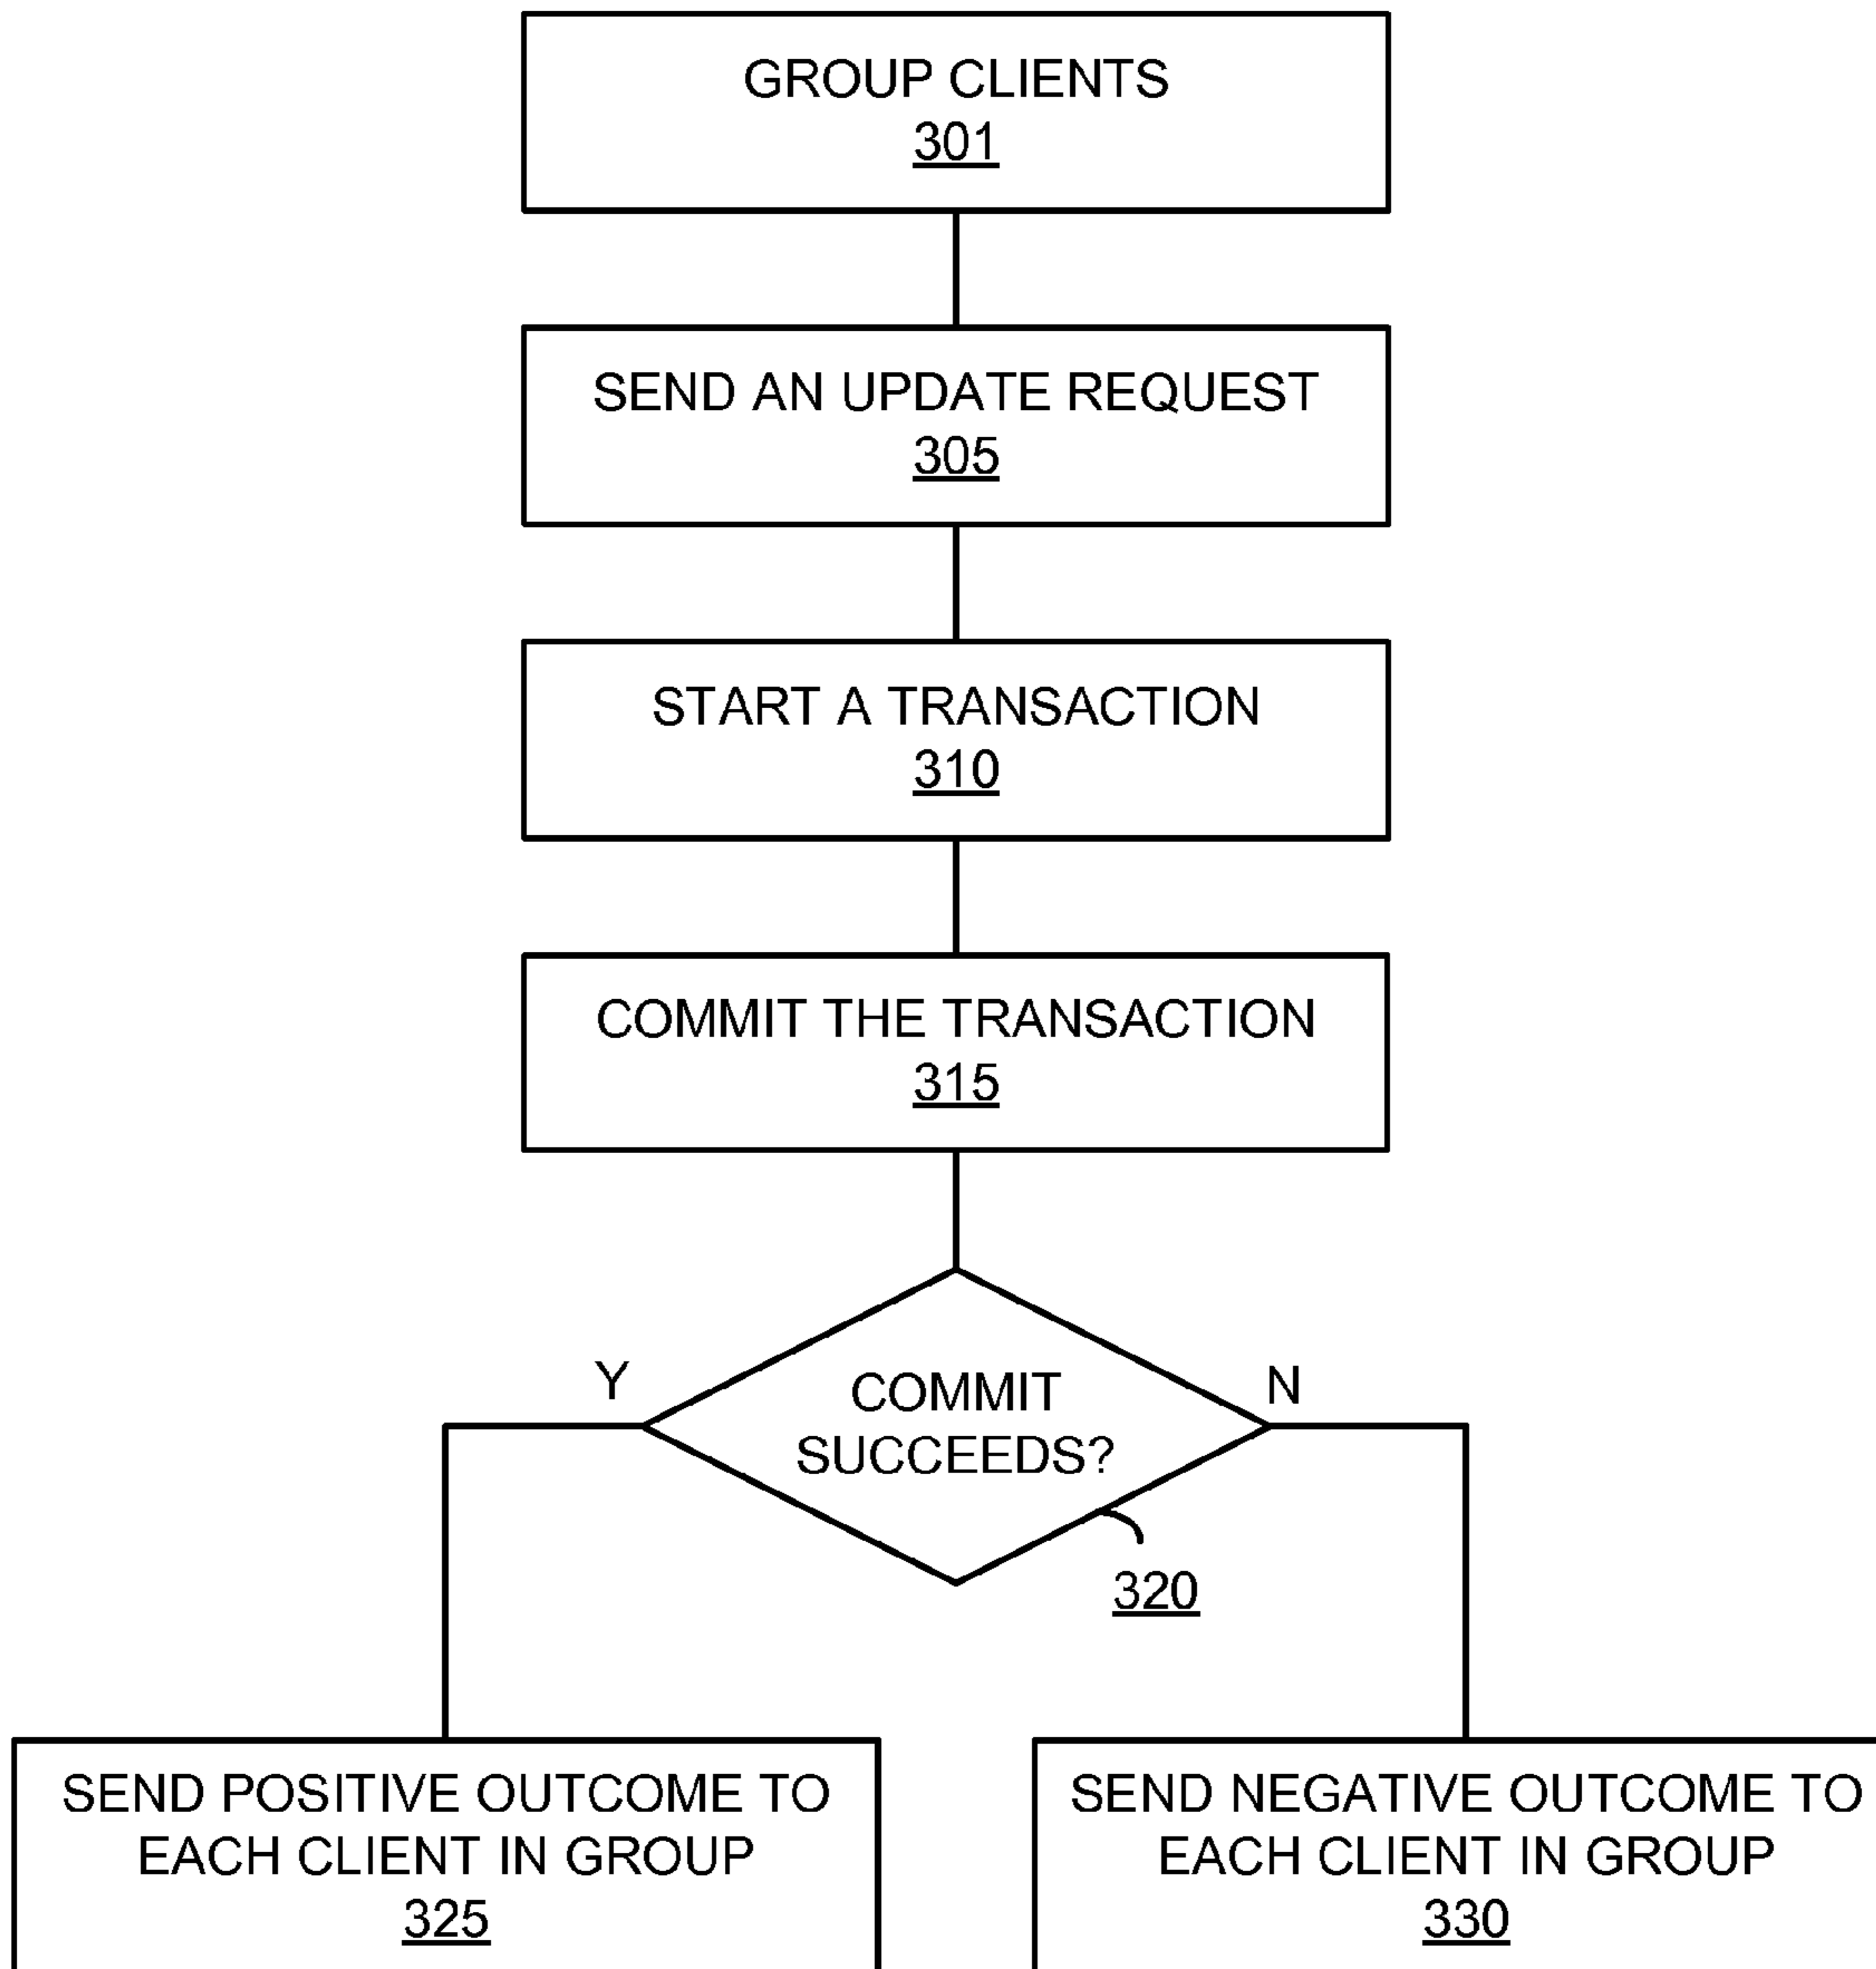 GROUP CLIENTS
301
SEND AN UPDATE REQUEST
305
START A TRANSACTION
310
COMMIT THE TRANSACTION
315
Y
N
COMMIT
SUCCEEDS?
320
SEND POSITIVE OUTCOME TO
EACH CLIENT IN GROUP
325
SEND NEGATIVE OUTCOME TO
EACH CLIENT IN GROUP
330